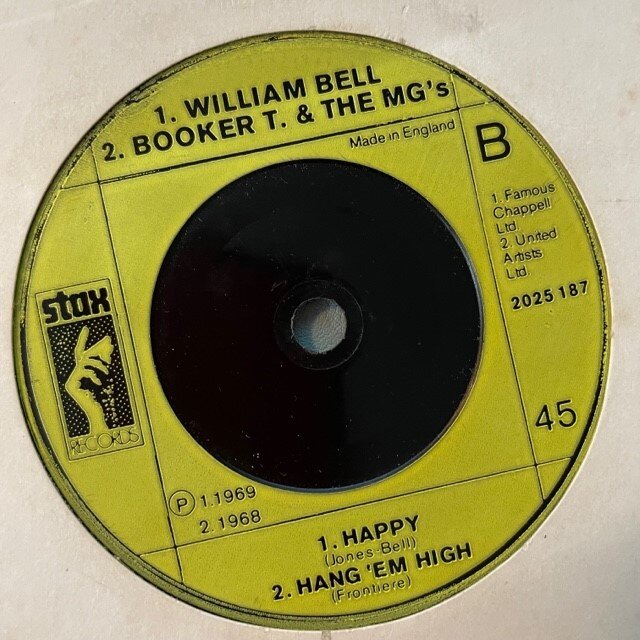 1. WILLIAM BELL
2. BOOKER T. & THE MG's
Made in England
B
1. Famous
Chappell
Ltd.
2. United
Artists
Ltd.
2025 187
stax
RECORDS
45
P 1.1969
2. 1968
1. HAPPY
(Jones-Bell)
2. HANG 'EM HIGH
(Frontiere)